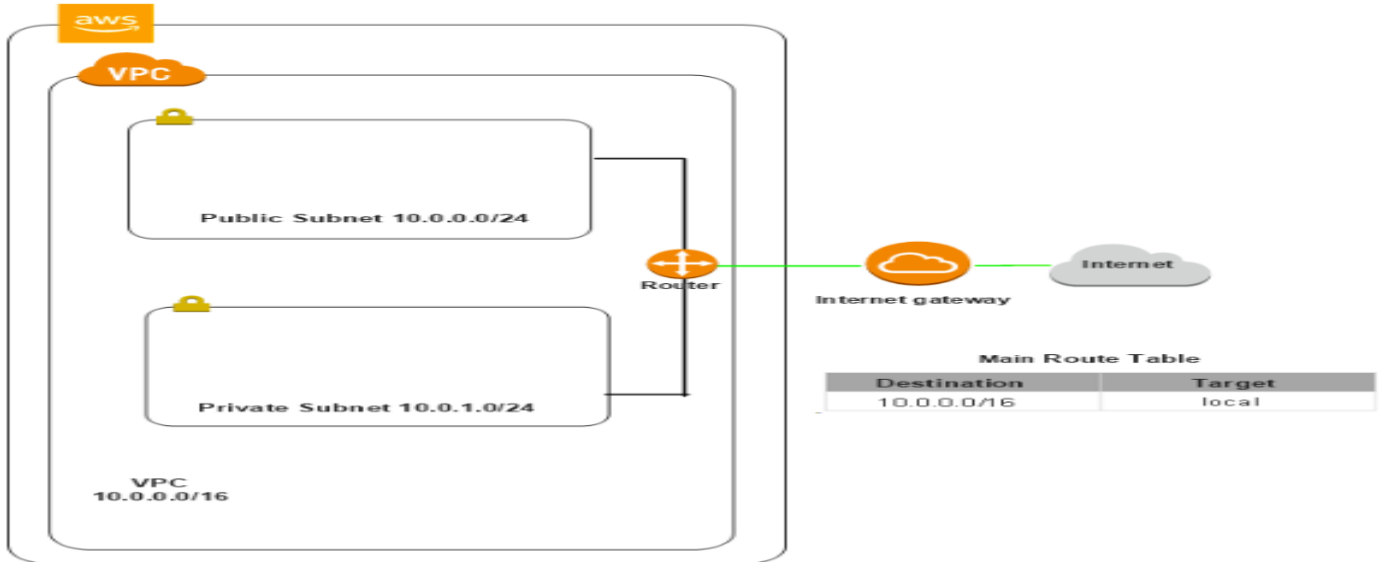 aws
VPC
Public Subnet 10.0.0.0/24
Router
Internet
Internet gateway
Private Subnet 10.0.1.0/24
VPC
10.0.0.0/16
Main Route Table
Destination Target
10.0.0.0/16 local